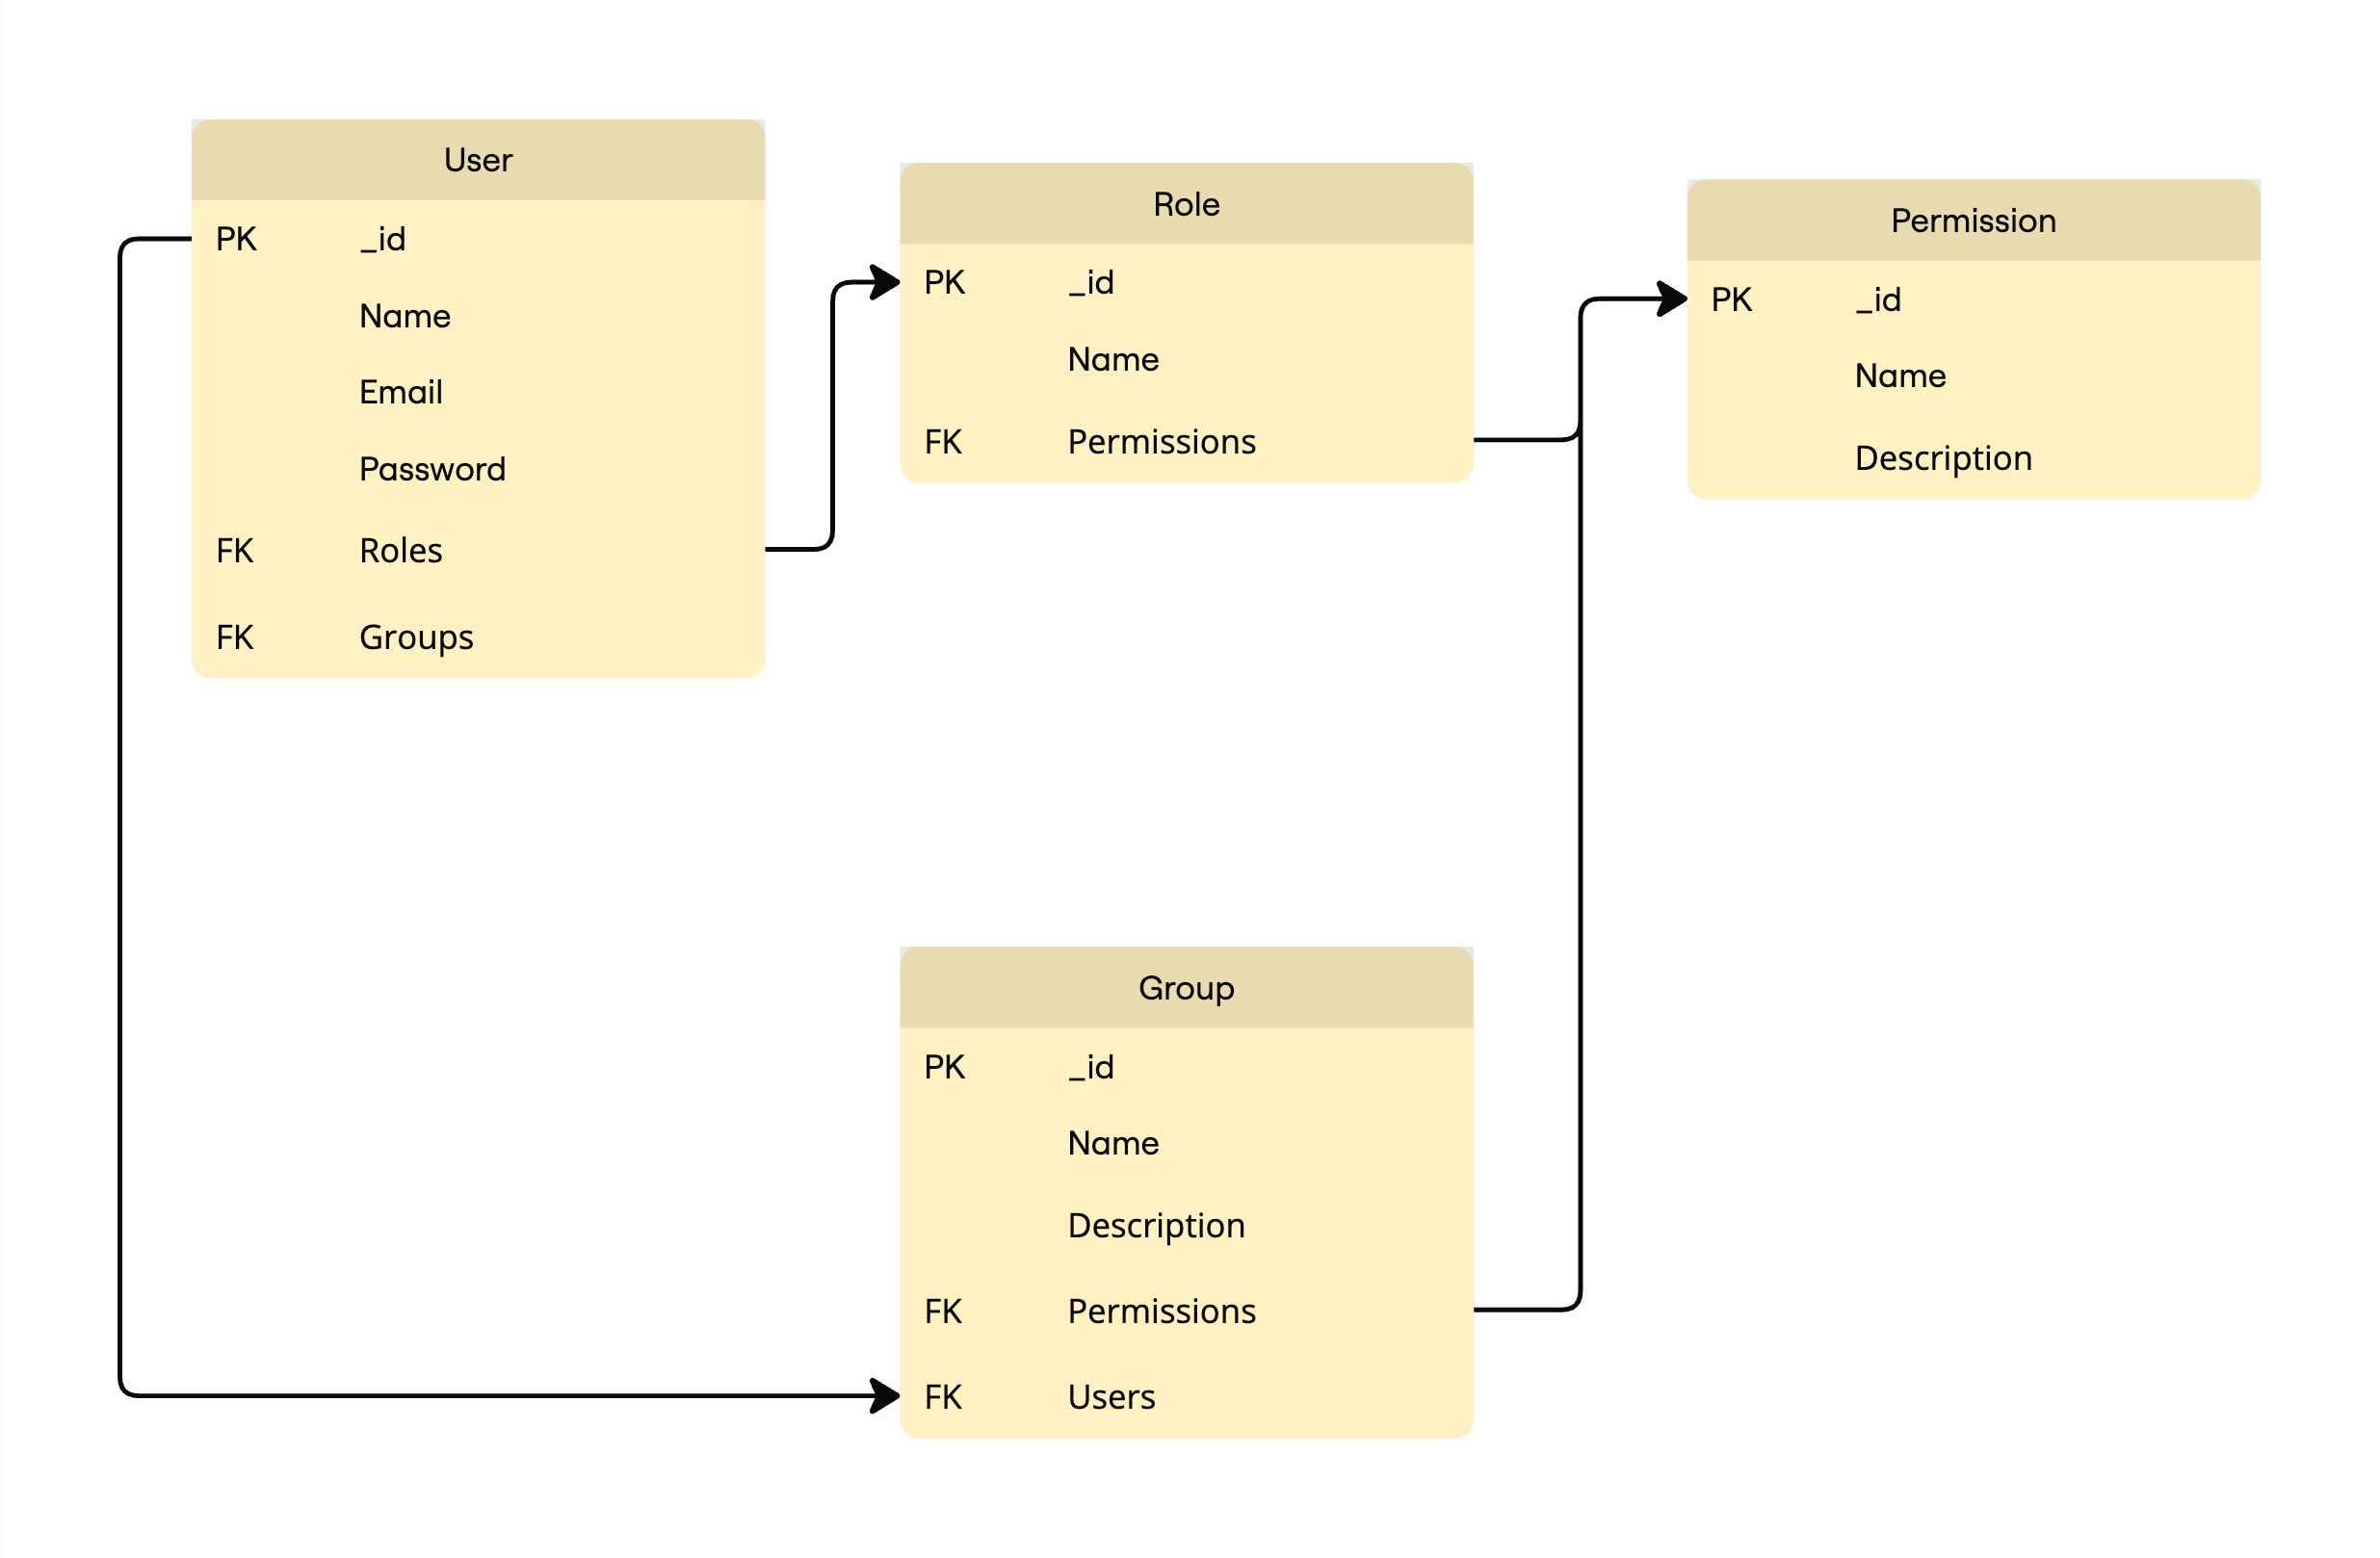 User
PK _id
Name
Email
Password
FK Roles
FK Groups
Role
PK _id
Name
FK Permissions
Permission
PK _id
Name
Description
Group
PK _id
Name
Description
FK Permissions
FK Users